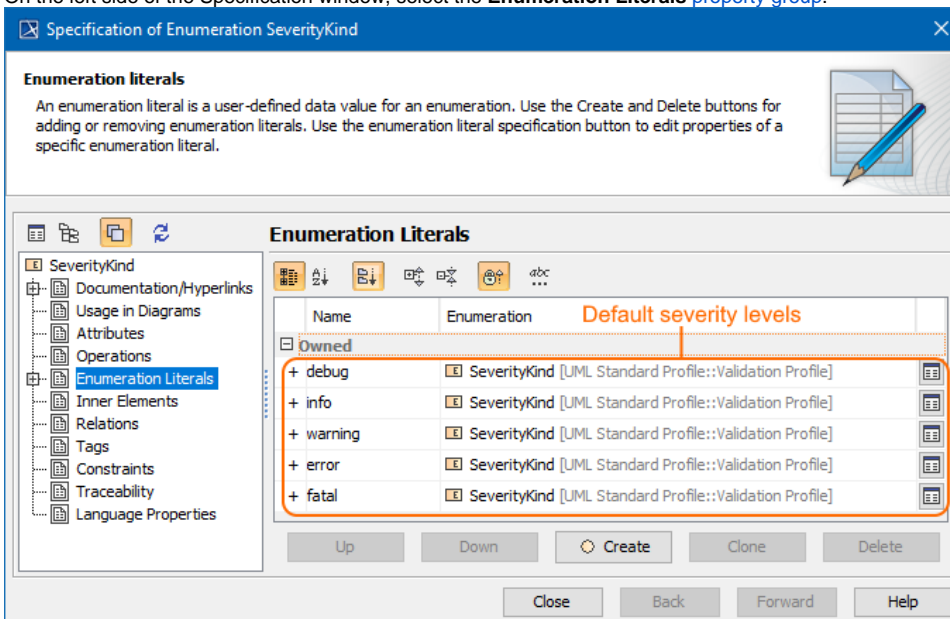 On the left side of the Specification window, select the Enumeration Literals property group.
Specification of Enumeration SeverityKind
Enumeration literals
An enumeration literal is a user-defined data value for an enumeration. Use the Create and Delete buttons for
adding or removing enumeration literals. Use the enumeration literal specification button to edit properties of a
specific enumeration literal.
Enumeration Literals
SeverityKind
Documentation/Hyperlinks
Usage in Diagrams
Attributes
Operations
Enumeration Literals
Inner Elements
Relations
Tags
Constraints
Traceability
Language Properties
Name Enumeration Default severity levels
Owned
+ debug E SeverityKind [UML Standard Profile::Validation Profile]
+ info E SeverityKind [UML Standard Profile::Validation Profile]
+ warning E SeverityKind [UML Standard Profile::Validation Profile]
+ error E SeverityKind [UML Standard Profile::Validation Profile]
+ fatal E SeverityKind [UML Standard Profile::Validation Profile]
Up Down Create Clone Delete
Close Back Forward Help